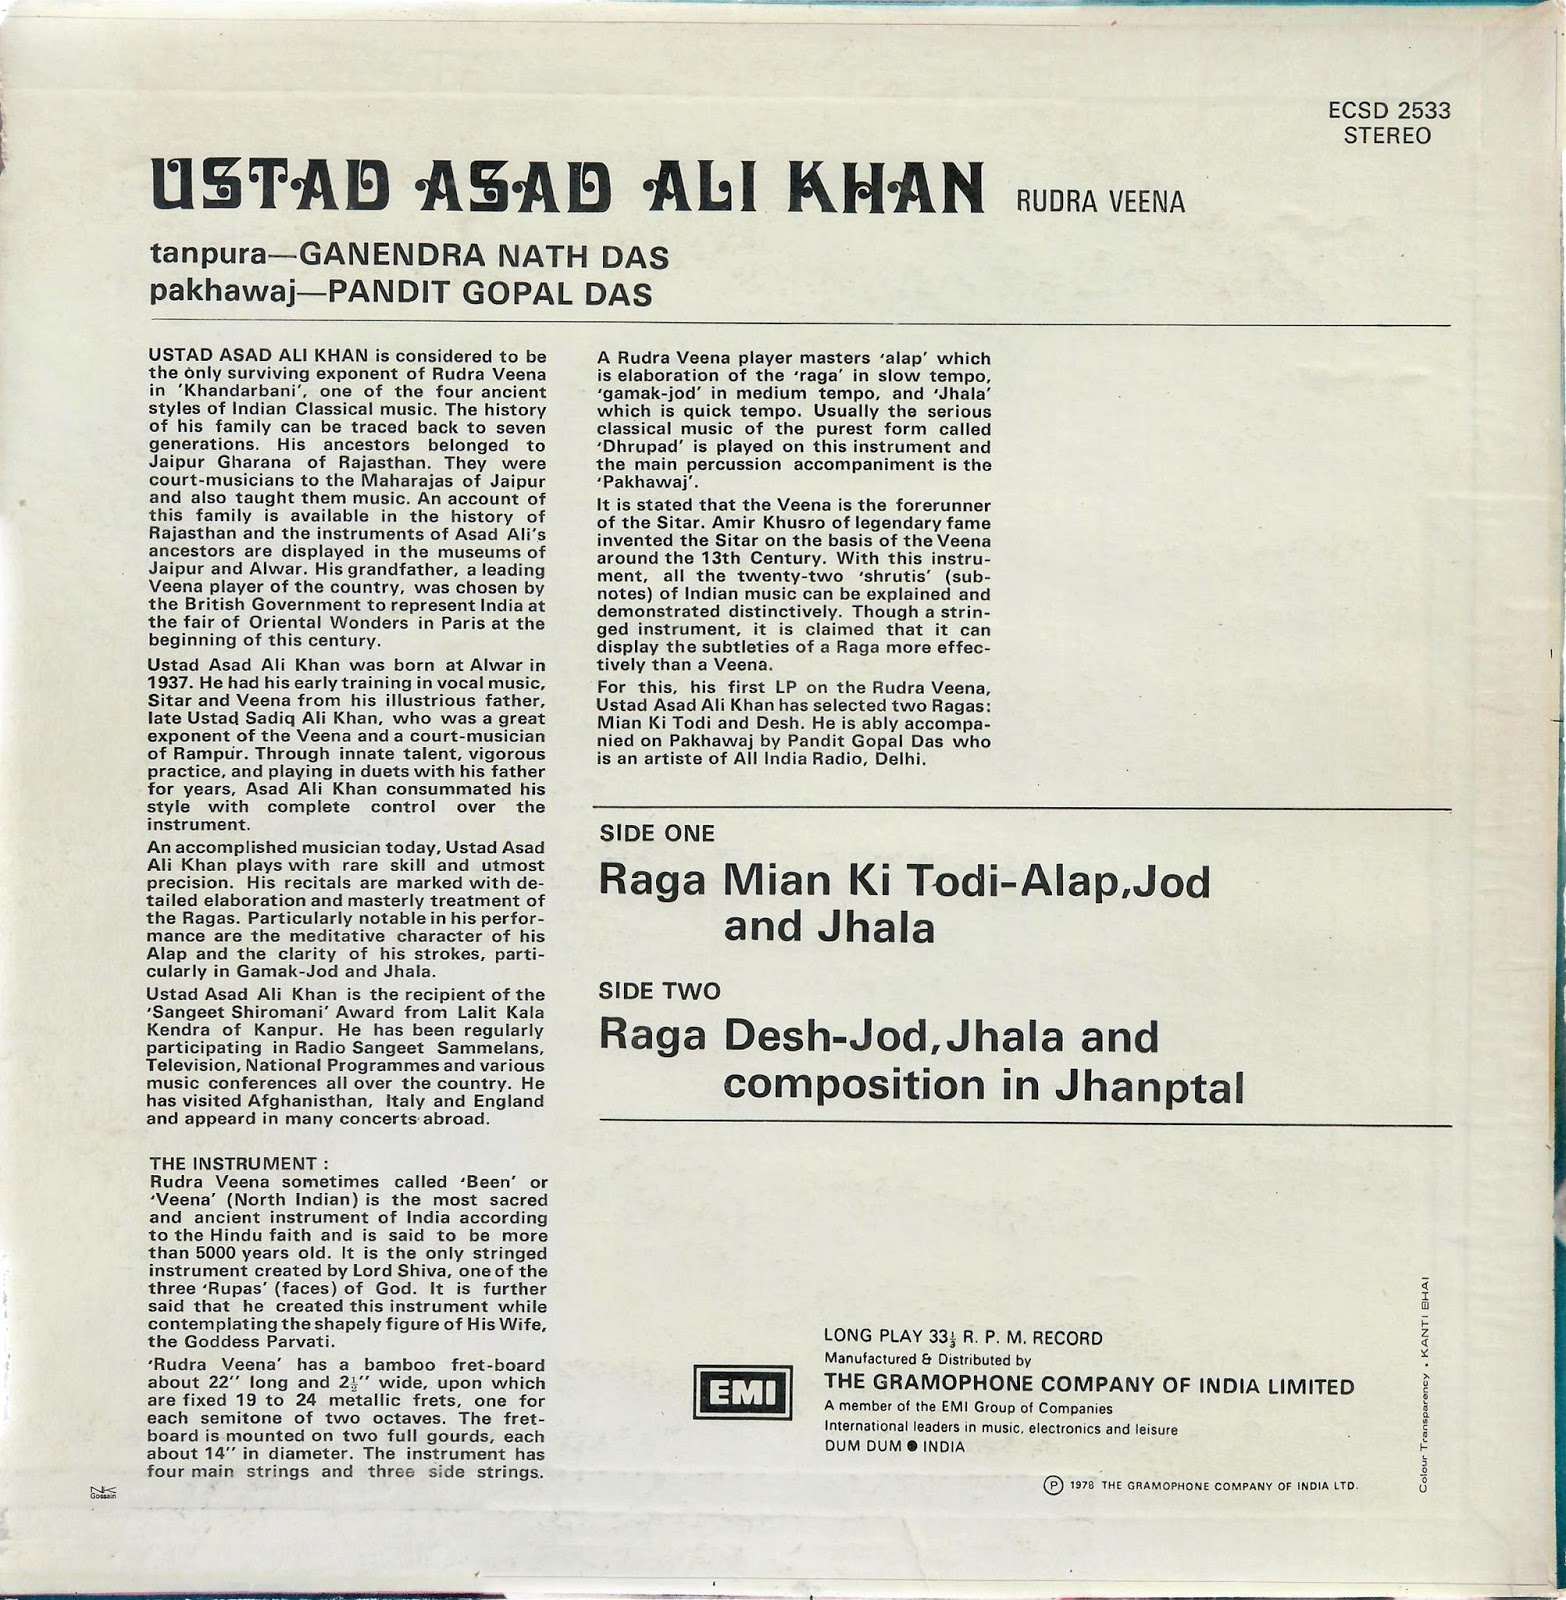 ECSD 2533
STEREO
USTAD ASAD ALI KHAN RUDRA VEENA
tanpura—GANENDRA NATH DAS
pakhawaj—PANDIT GOPAL DAS
USTAD ASAD ALI KHAN is considered to be
the only surviving exponent of Rudra Veena
in 'Khandarbani', one of the four ancient
styles of Indian Classical music. The history
of his family can be traced back to seven
generations. His ancestors belonged to
Jaipur Gharana of Rajasthan. They were
court-musicians to the Maharajas of Jaipur
and also taught them music. An account of
this family is available in the history of
Rajasthan and the instruments of Asad Ali's
ancestors are displayed in the museums of
Jaipur and Alwar. His grandfather, a leading
Veena player of the country, was chosen by
the British Government to represent India at
the fair of Oriental Wonders in Paris at the
beginning of this century.
Ustad Asad Ali Khan was born at Alwar in
1937. He had his early training in vocal music,
Sitar and Veena from his illustrious father,
late Ustad Sadiq Ali Khan, who was a great
exponent of the Veena and a court-musician
of Rampur. Through innate talent, vigorous
practice, and playing in duets with his father
for years, Asad Ali Khan consummated his
style with complete control over the
instrument.
An accomplished musician today, Ustad Asad
Ali Khan plays with rare skill and utmost
precision. His recitals are marked with de-
tailed elaboration and masterly treatment of
the Ragas. Particularly notable in his perfor-
mance are the meditative character of his
Alap and the clarity of his strokes, parti-
cularly in Gamak-Jod and Jhala.
Ustad Asad Ali Khan is the recipient of the
'Sangeet Shiromani' Award from Lalit Kala
Kendra of Kanpur. He has been regularly
participating in Radio Sangeet Sammelans,
Television, National Programmes and various
music conferences all over the country. He
has visited Afghanisthan, Italy and England
and appeard in many concerts abroad.
THE INSTRUMENT :
Rudra Veena sometimes called 'Been' or
'Veena' (North Indian) is the most sacred
and ancient instrument of India according
to the Hindu faith and is said to be more
than 5000 years old. It is the only stringed
instrument created by Lord Shiva, one of the
three 'Rupas' (faces) of God. It is further
said that he created this instrument while
contemplating the shapely figure of His Wife,
the Goddess Parvati.
'Rudra Veena' has a bamboo fret-board
about 22'' long and 2½'' wide, upon which
are fixed 19 to 24 metallic frets, one for
each semitone of two octaves. The fret-
board is mounted on two full gourds, each
about 14'' in diameter. The instrument has
four main strings and three side strings.
A Rudra Veena player masters 'alap' which
is elaboration of the 'raga' in slow tempo,
'gamak-jod' in medium tempo, and 'Jhala'
which is quick tempo. Usually the serious
classical music of the purest form called
'Dhrupad' is played on this instrument and
the main percussion accompaniment is the
'Pakhawaj'.
It is stated that the Veena is the forerunner
of the Sitar. Amir Khusro of legendary fame
invented the Sitar on the basis of the Veena
around the 13th Century. With this instru-
ment, all the twenty-two 'shrutis' (sub-
notes) of Indian music can be explained and
demonstrated distinctively. Though a strin-
ged instrument, it is claimed that it can
display the subtleties of a Raga more effec-
tively than a Veena.
For this, his first LP on the Rudra Veena,
Ustad Asad Ali Khan has selected two Ragas:
Mian Ki Todi and Desh. He is ably accompa-
nied on Pakhawaj by Pandit Gopal Das who
is an artiste of All India Radio, Delhi.
SIDE ONE
Raga Mian Ki Todi-Alap,Jod
and Jhala
SIDE TWO
Raga Desh-Jod,Jhala and
composition in Jhanptal
EMI
LONG PLAY 33⅓ R. P. M. RECORD
Manufactured & Distributed by
THE GRAMOPHONE COMPANY OF INDIA LIMITED
A member of the EMI Group of Companies
International leaders in music, electronics and leisure
DUM DUM ● INDIA
Ⓟ 1978 THE GRAMOPHONE COMPANY OF INDIA LTD.
Colour Transparency • KANTI BHAI
NK
Gossain